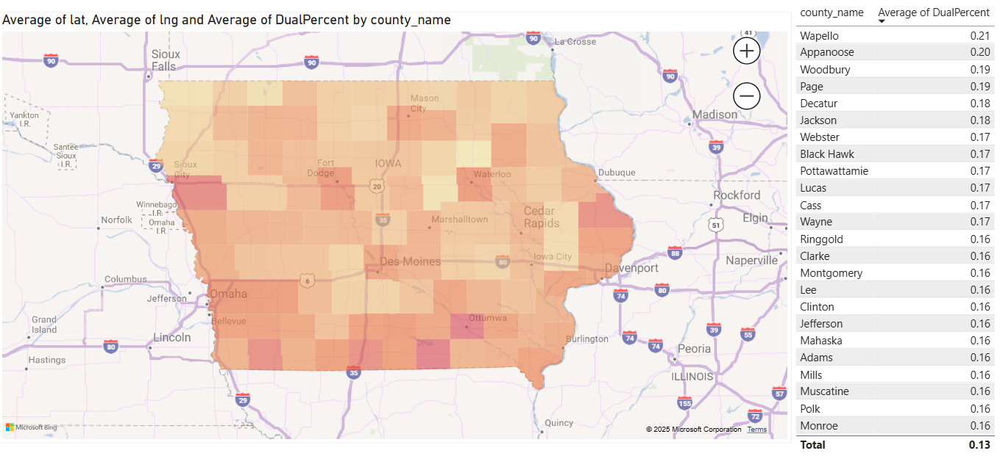 Average of lat, Average of lng and Average of DualPercent by county_name
90
90
90
41
La Crosse
Sioux
Falls
90
Yankton
I.R.
Mason
City
Madison
Santee
Sioux
I.R.
39
29
Sioux
City
Fort
Dodge
IOWA
20
Waterloo
Dubuque
Winnebago
I.R.
Omaha
I.R.
Norfolk
35
Marshalltown
Cedar
Rapids
Rockford
Elgin
51
Des Moines
80
Iowa City
88
Naperville
Davenport
Columbus
6
Jefferson
Omaha
74
80
Grand
Island
Bellevue
Ottumwa
39
55
Lincoln
80
Burlington
74
74
Peoria
Hastings
35
ILLINOIS
29
155
57
72
Quincy
Microsoft Bing
© 2025 Microsoft Corporation Terms
county_name Average of DualPercent
Wapello 0.21
Appanoose 0.20
Woodbury 0.19
Page 0.19
Decatur 0.18
Jackson 0.18
Webster 0.17
Black Hawk 0.17
Pottawattamie 0.17
Lucas 0.17
Cass 0.17
Wayne 0.17
Ringgold 0.16
Clarke 0.16
Montgomery 0.16
Lee 0.16
Clinton 0.16
Jefferson 0.16
Mahaska 0.16
Adams 0.16
Mills 0.16
Muscatine 0.16
Polk 0.16
Monroe 0.16
Total 0.13